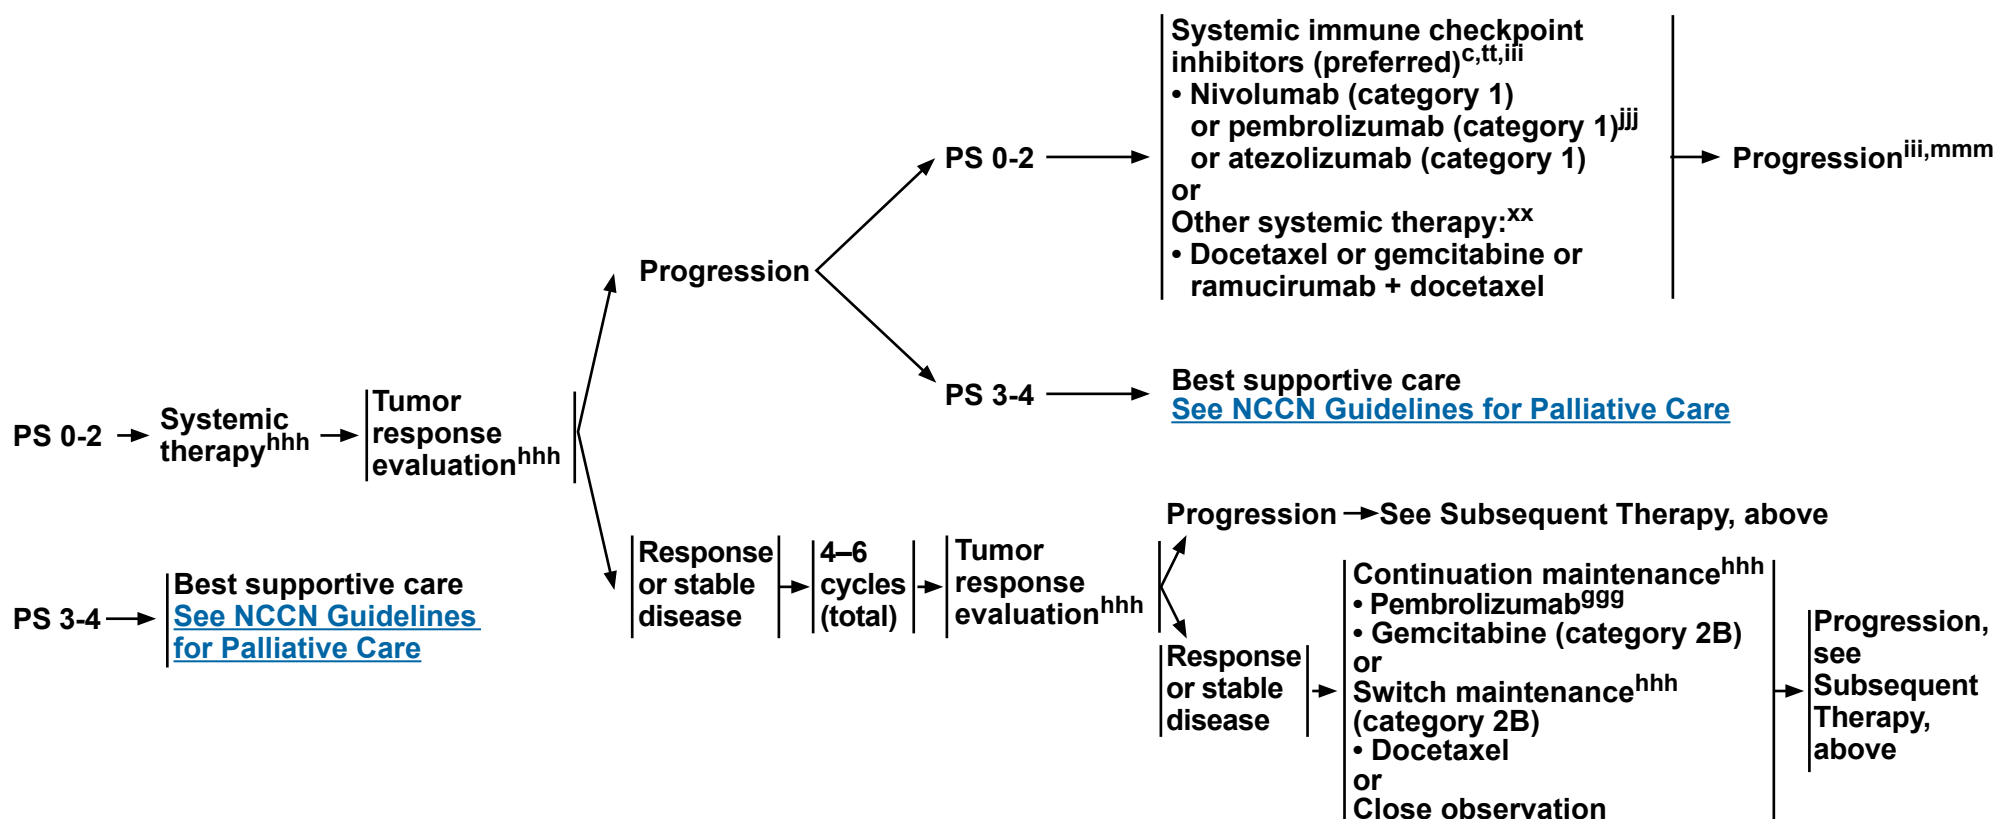 PS 0-2
Systemic
therapyhhh
Tumor
response
evaluationhhh
Progression
PS 0-2
Systemic immune checkpoint
inhibitors (preferred)c,tt,iii
• Nivolumab (category 1)
or pembrolizumab (category 1)jjj
or atezolizumab (category 1)
or
Other systemic therapy:xx
• Docetaxel or gemcitabine or
ramucirumab + docetaxel
Progressioniii,mmm
PS 3-4
Best supportive care
See NCCN Guidelines for Palliative Care
Response
or stable
disease
4–6
cycles
(total)
Tumor
response
evaluationhhh
Progression
See Subsequent Therapy, above
Response
or stable
disease
Continuation maintenancehhh
• Pembrolizumabggg
• Gemcitabine (category 2B)
or
Switch maintenancehhh
(category 2B)
• Docetaxel
or
Close observation
Progression,
see
Subsequent
Therapy,
above
PS 3-4
Best supportive care
See NCCN Guidelines
for Palliative Care